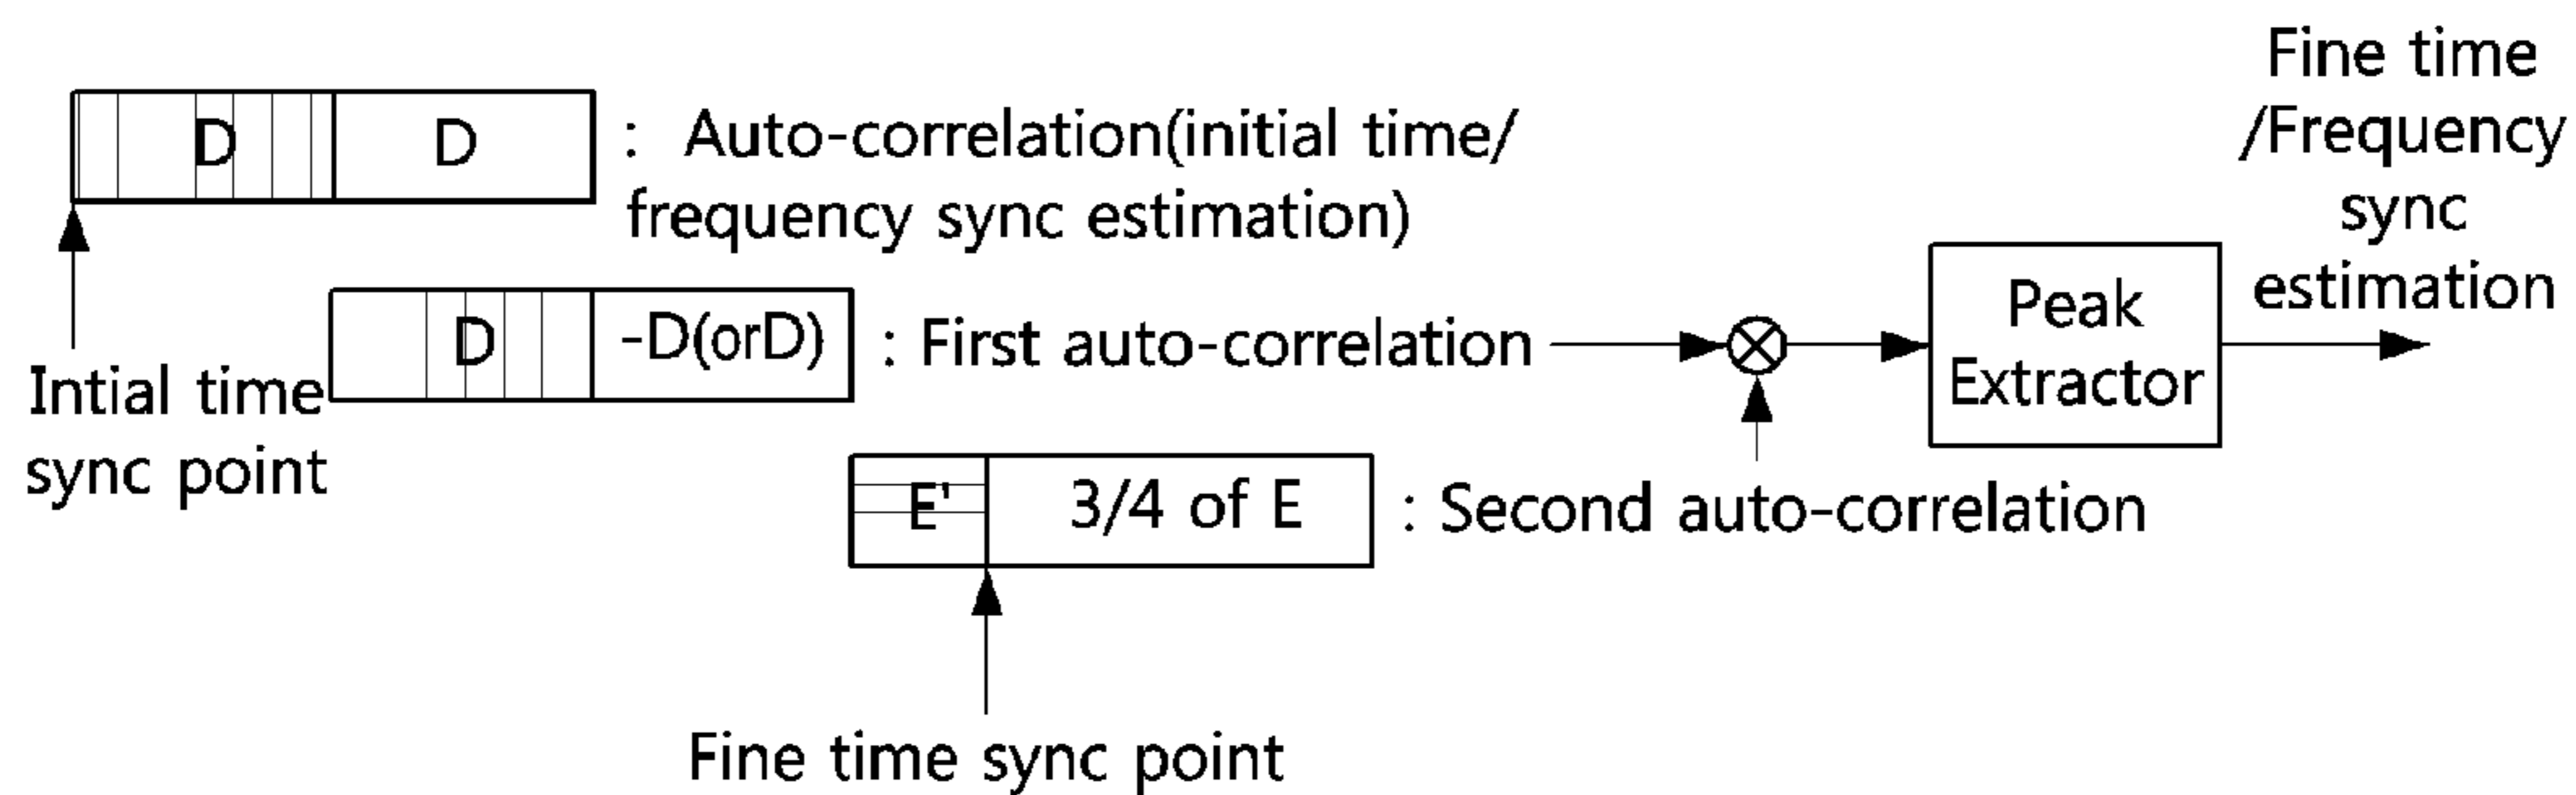 D
D
: Auto-correlation(initial time/
frequency sync estimation)
Intial time
sync point
D
-D(orD)
: First auto-correlation
Peak
Extractor
Fine time
/Frequency
sync
estimation
E'
3/4 of E
: Second auto-correlation
Fine time sync point